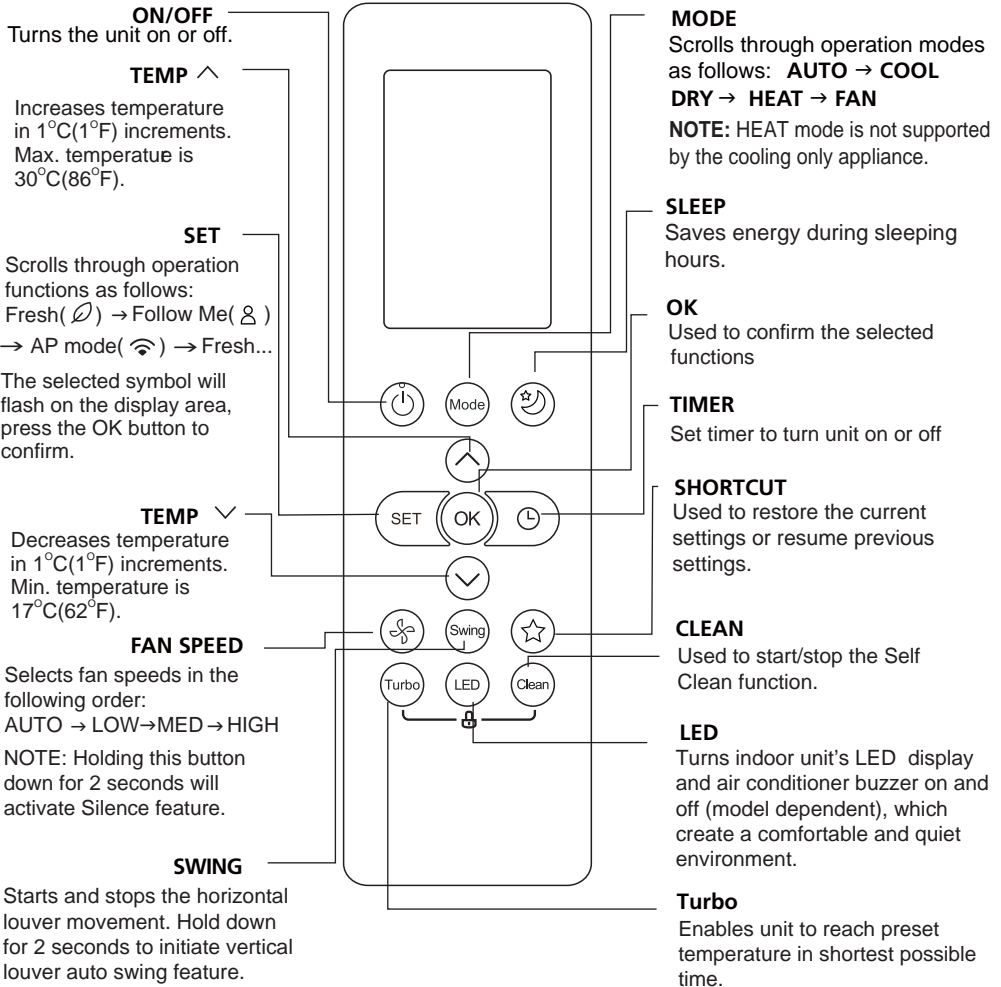 ON/OFF
Turns the unit on or off.
TEMP ︿
Increases temperature
in 1°C(1°F) increments.
Max. temperature is
30°C(86°F).
SET
Scrolls through operation
functions as follows:
Fresh( ) → Follow Me( )
→ AP mode( ) → Fresh...
The selected symbol will
flash on the display area,
press the OK button to
confirm.
TEMP ﹀
Decreases temperature
in 1°C(1°F) increments.
Min. temperature is
17°C(62°F).
FAN SPEED
Selects fan speeds in the
following order:
AUTO → LOW→MED→HIGH
NOTE: Holding this button
down for 2 seconds will
activate Silence feature.
SWING
Starts and stops the horizontal
louver movement. Hold down
for 2 seconds to initiate vertical
louver auto swing feature.
Mode
SET
OK
Swing
Turbo
LED
Clean
MODE
Scrolls through operation modes
as follows: AUTO → COOL
DRY → HEAT → FAN
NOTE: HEAT mode is not supported
by the cooling only appliance.
SLEEP
Saves energy during sleeping
hours.
OK
Used to confirm the selected
functions
TIMER
Set timer to turn unit on or off
SHORTCUT
Used to restore the current
settings or resume previous
settings.
CLEAN
Used to start/stop the Self
Clean function.
LED
Turns indoor unit's LED display
and air conditioner buzzer on and
off (model dependent), which
create a comfortable and quiet
environment.
Turbo
Enables unit to reach preset
temperature in shortest possible
time.